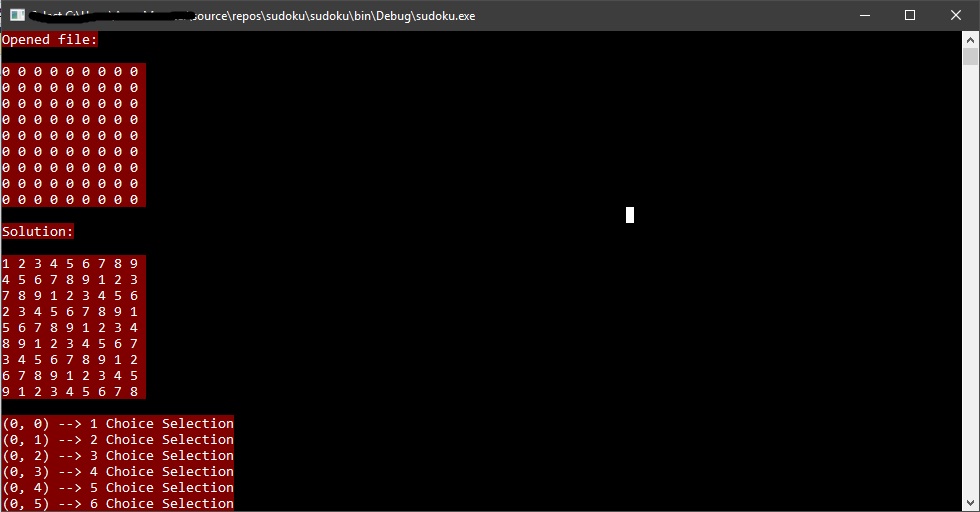 source\repos\sudoku\sudoku\bin\Debug\sudoku.exe
Opened file:
0 0 0 0 0 0 0 0 0
0 0 0 0 0 0 0 0 0
0 0 0 0 0 0 0 0 0
0 0 0 0 0 0 0 0 0
0 0 0 0 0 0 0 0 0
0 0 0 0 0 0 0 0 0
0 0 0 0 0 0 0 0 0
0 0 0 0 0 0 0 0 0
0 0 0 0 0 0 0 0 0
Solution:
1 2 3 4 5 6 7 8 9
4 5 6 7 8 9 1 2 3
7 8 9 1 2 3 4 5 6
2 3 4 5 6 7 8 9 1
5 6 7 8 9 1 2 3 4
8 9 1 2 3 4 5 6 7
3 4 5 6 7 8 9 1 2
6 7 8 9 1 2 3 4 5
9 1 2 3 4 5 6 7 8
(0, 0) --> 1 Choice Selection
(0, 1) --> 2 Choice Selection
(0, 2) --> 3 Choice Selection
(0, 3) --> 4 Choice Selection
(0, 4) --> 5 Choice Selection
(0, 5) --> 6 Choice Selection